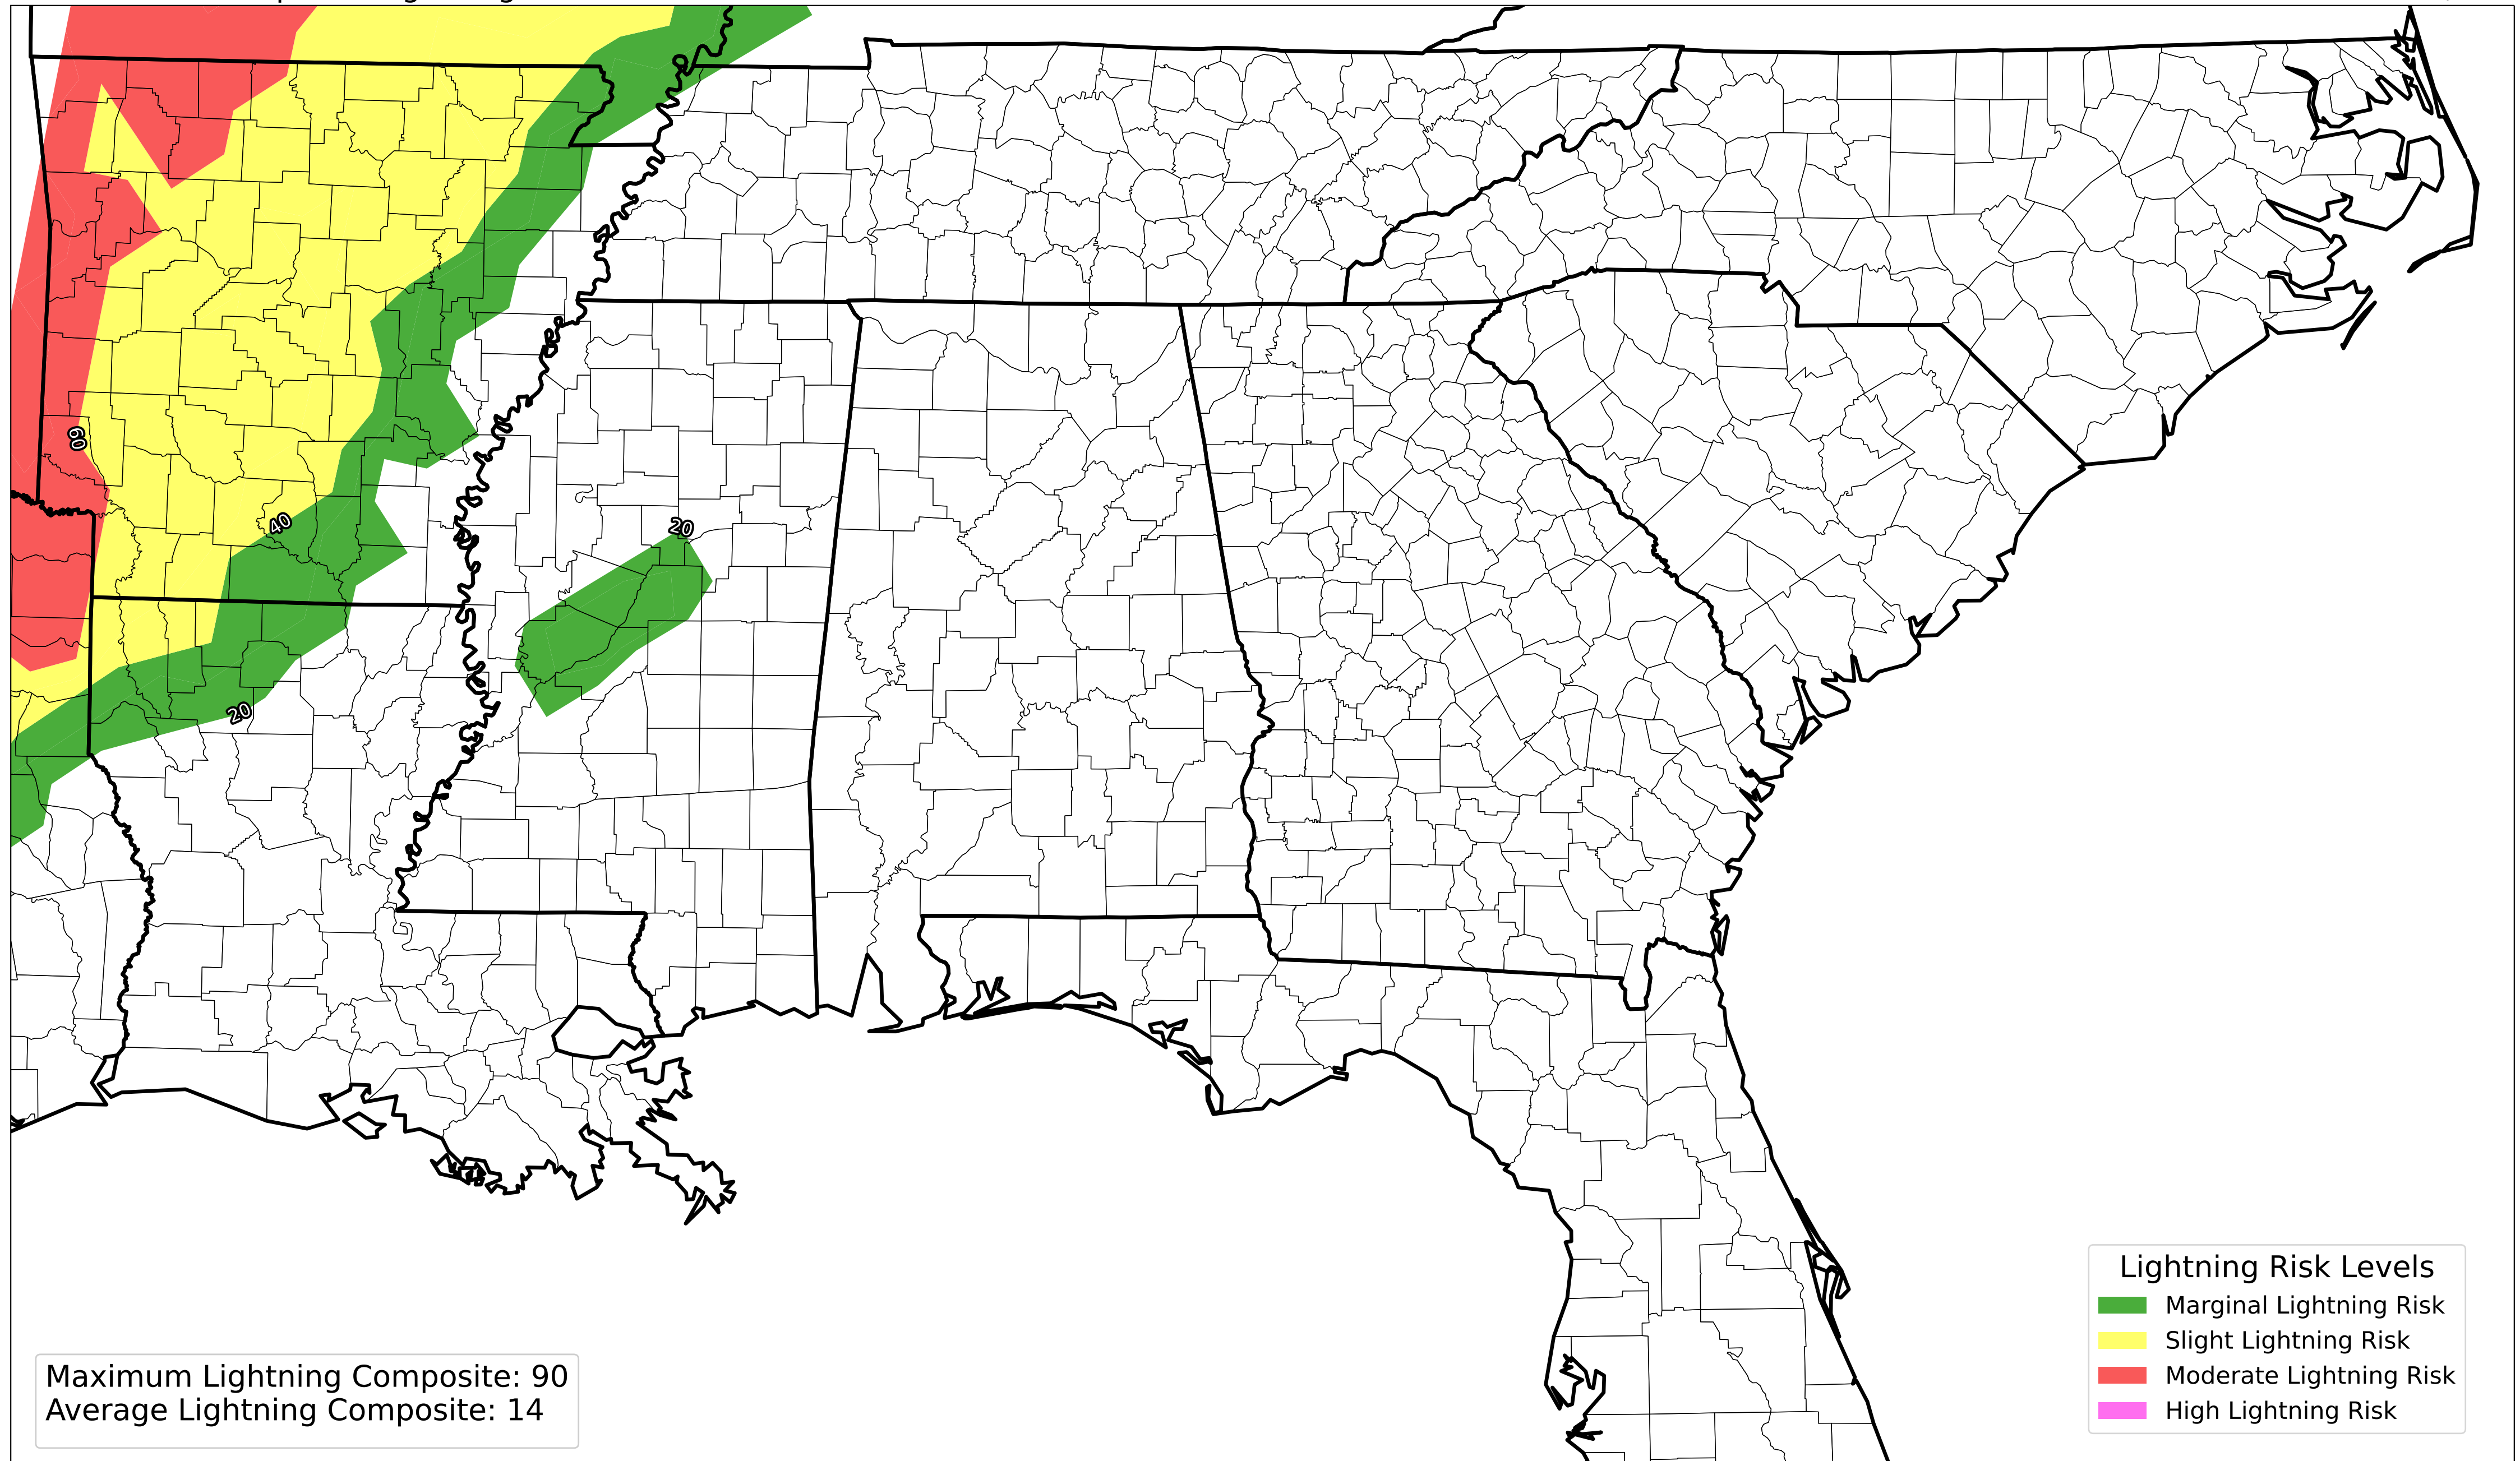 60
40
20
20
Lightning Risk Levels
Marginal Lightning Risk
Slight Lightning Risk
Moderate Lightning Risk
High Lightning Risk
Maximum Lightning Composite: 90
Average Lightning Composite: 14